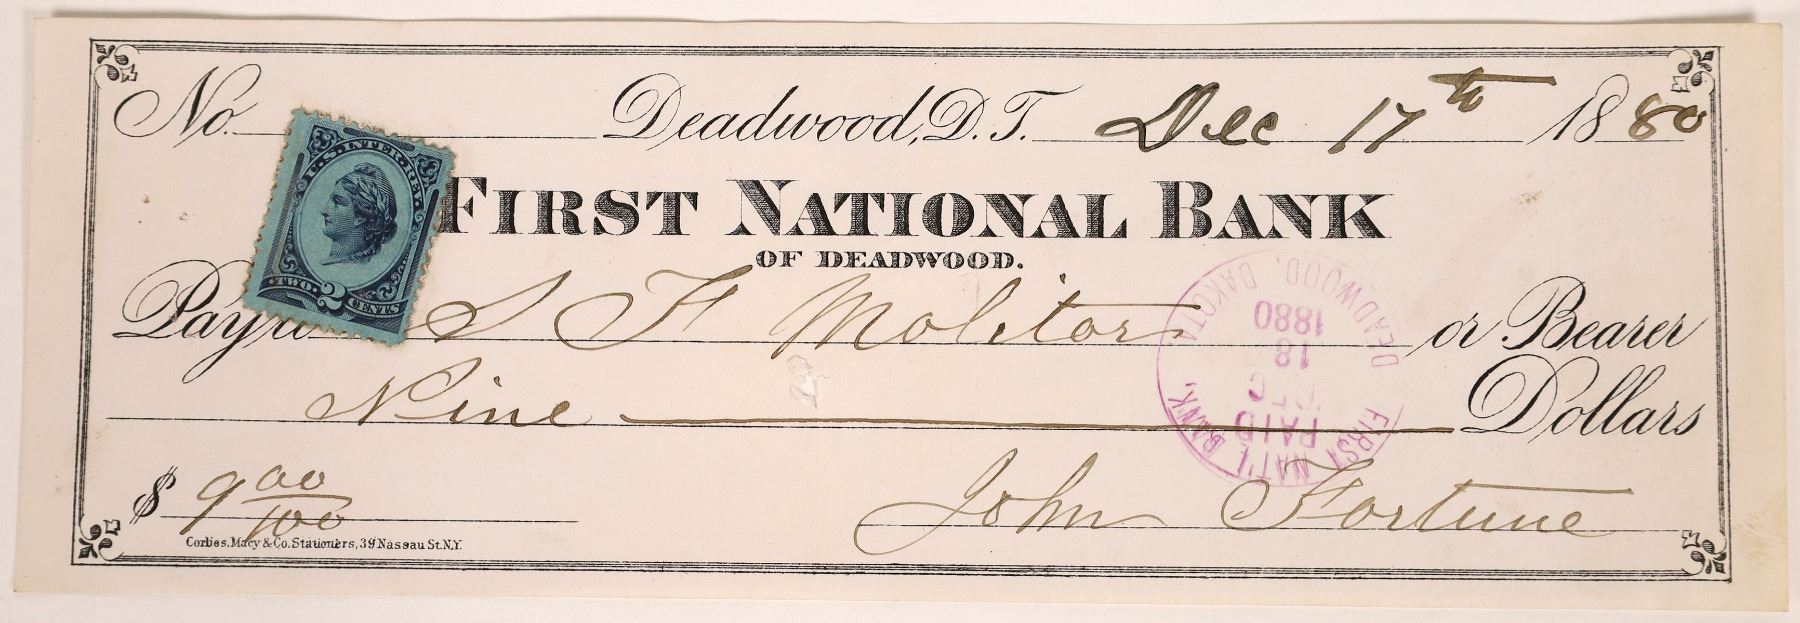 No. Deadwood, D. T. Dec 17th 1880
U.S. INTER. REV.
TWO 2 CENTS
FIRST NATIONAL BANK
OF DEADWOOD.
Pay to S F Molitor or Bearer
Nine Dollars
$ 9 00/100
John Fortune
Corbies, Macy & Co. Stationers, 39 Nassau St. N.Y.
FIRST NAT'L BANK, DEADWOOD, DAKOTA.
PAID
DEC
18
1880